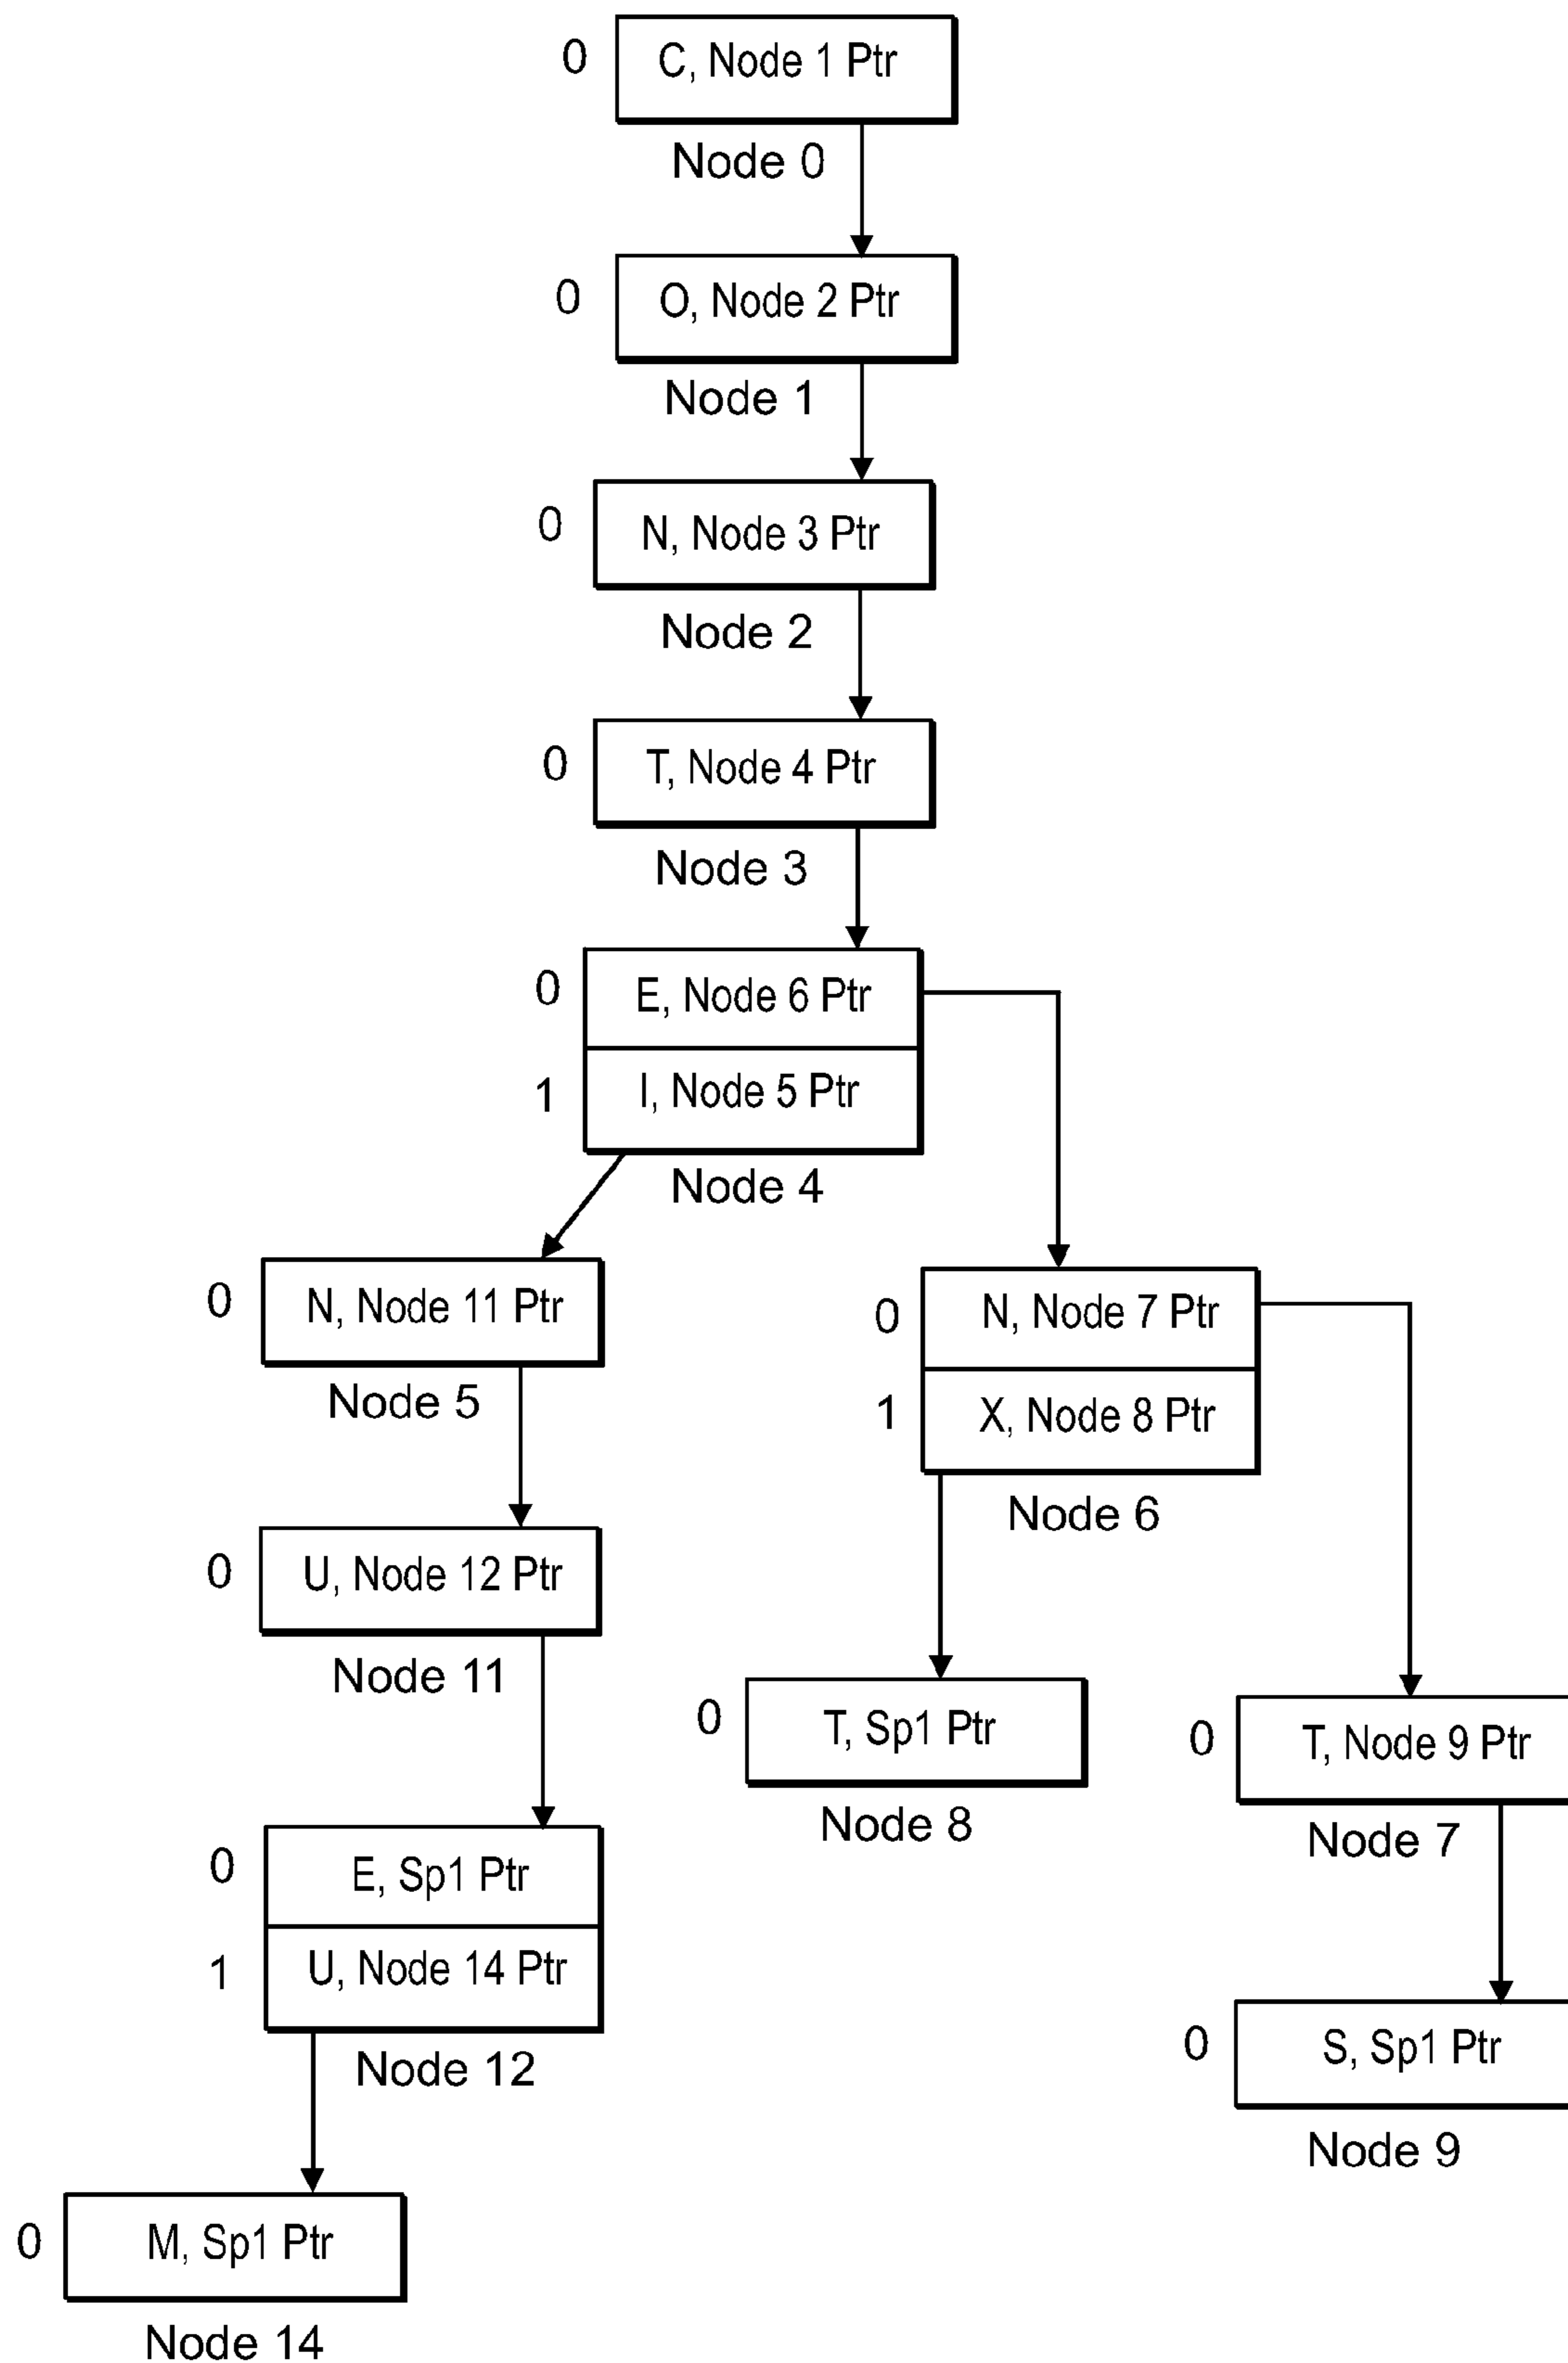 0
C, Node 1 Ptr
Node 0
0
O, Node 2 Ptr
Node 1
0
N, Node 3 Ptr
Node 2
0
T, Node 4 Ptr
Node 3
0
E, Node 6 Ptr
1
I, Node 5 Ptr
Node 4
0
N, Node 11 Ptr
Node 5
0
N, Node 7 Ptr
1
X, Node 8 Ptr
Node 6
0
U, Node 12 Ptr
Node 11
0
T, Sp1 Ptr
Node 8
0
T, Node 9 Ptr
Node 7
0
E, Sp1 Ptr
1
U, Node 14 Ptr
Node 12
0
S, Sp1 Ptr
Node 9
0
M, Sp1 Ptr
Node 14